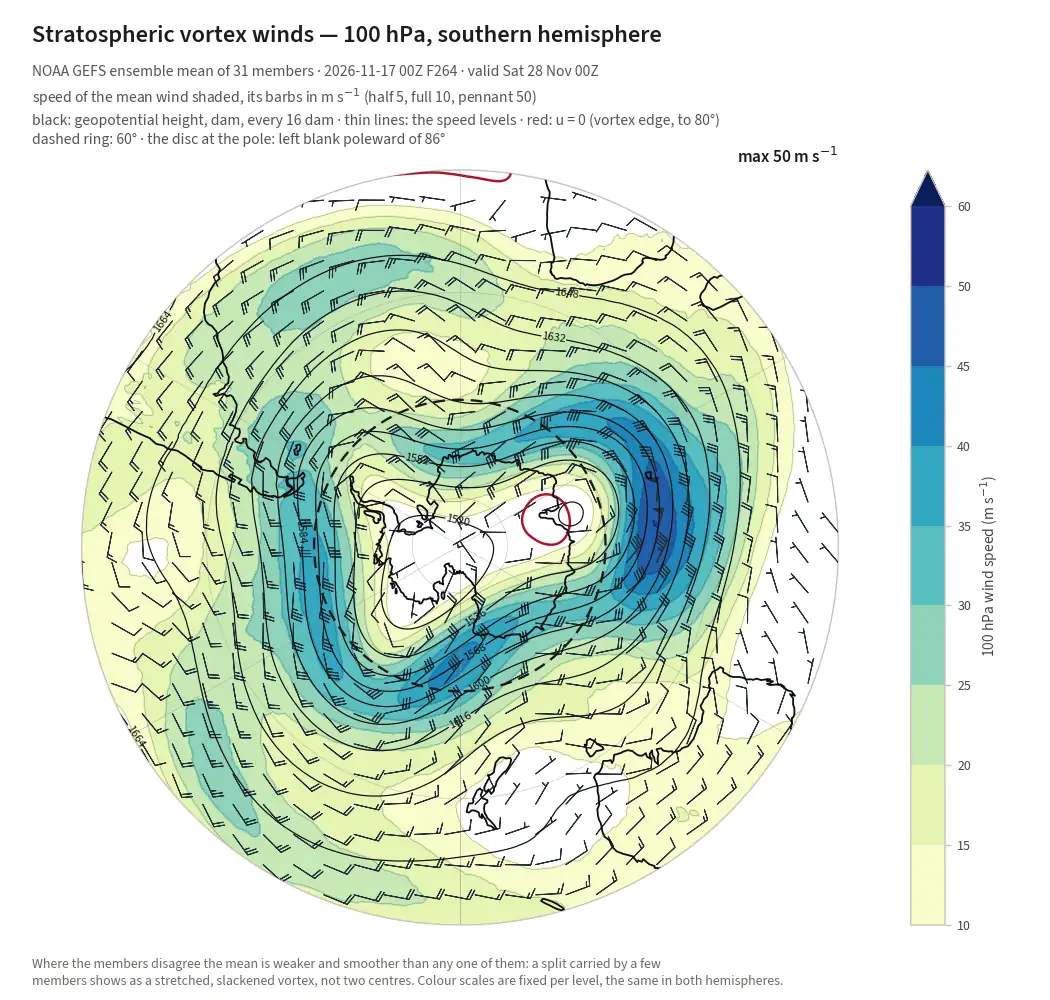 Stratospheric vortex winds — 100 hPa, southern hemisphere
NOAA GEFS ensemble mean of 31 members · 2026-11-17 00Z F264 · valid Sat 28 Nov 00Z
speed of the mean wind shaded, its barbs in m s⁻¹ (half 5, full 10, pennant 50)
black: geopotential height, dam, every 16 dam · thin lines: the speed levels · red: u = 0 (vortex edge, to 80°)
dashed ring: 60° · the disc at the pole: left blank poleward of 86°
max 50 m s⁻¹
60
50
45
40
35
30
25
20
15
10
100 hPa wind speed (m s⁻¹)
1648
1632
1664
1520
1584
1568
1600
1616
1664
Where the members disagree the mean is weaker and smoother than any one of them: a split carried by a few
members shows as a stretched, slackened vortex, not two centres. Colour scales are fixed per level, the same in both hemispheres.